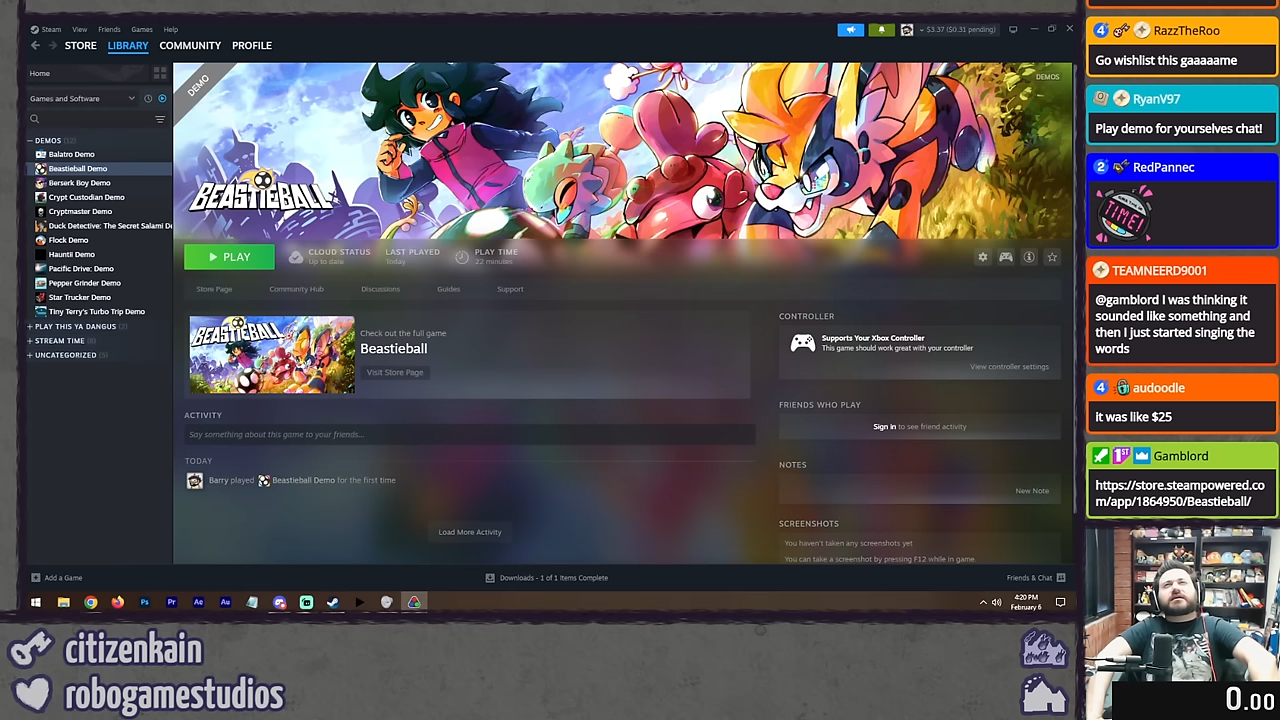 Steam View Friends Games Help
$3.37 ($0.31 pending)
STORE LIBRARY COMMUNITY PROFILE
Home
Games and Software
DEMOS (12)
Balatro Demo
Beastieball Demo
Berserk Boy Demo
Crypt Custodian Demo
Cryptmaster Demo
Duck Detective: The Secret Salami De
Flock Demo
Hauntii Demo
Pacific Drive: Demo
Pepper Grinder Demo
Star Trucker Demo
Tiny Terry's Turbo Trip Demo
PLAY THIS YA DANGUS
STREAM TIME
UNCATEGORIZED
DEMO
DEMOS
BEASTIEBALL
PLAY
CLOUD STATUS
Up to date
LAST PLAYED
Today
PLAY TIME
22 minutes
Store Page Community Hub Discussions Guides Support
BEASTIEBALL
Check out the full game
Beastieball
Visit Store Page
ACTIVITY
Say something about this game to your friends...
TODAY
Barry played Beastieball Demo for the first time
Load More Activity
CONTROLLER
Supports Your Xbox Controller
This game should work great with your controller
View controller settings
FRIENDS WHO PLAY
Sign in to see friend activity
NOTES
New Note
SCREENSHOTS
You haven't taken any screenshots yet
You can take a screenshot by pressing F12 while in game.
Add a Game
Downloads - 1 of 1 Items Complete
Friends & Chat
Ps Pr Ae Au
4:20 PM
February 6
citizenkain
robogamestudios
4 RazzTheRoo
Go wishlist this gaaaaame
RyanV97
Play demo for yourselves chat!
2 RedPannec
TIME!
TEAMNEERD9001
@gamblord I was thinking it
sounded like something and
then I just started singing the
words
4 audoodle
it was like $25
1ST Gamblord
https://store.steampowered.co
m/app/1864950/Beastieball/
0.00